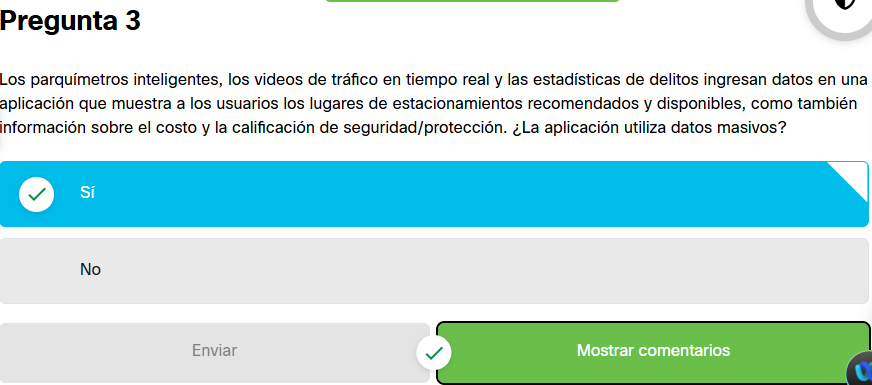 Pregunta 3
Los parquímetros inteligentes, los videos de tráfico en tiempo real y las estadísticas de delitos ingresan datos en una
aplicación que muestra a los usuarios los lugares de estacionamientos recomendados y disponibles, como también
información sobre el costo y la calificación de seguridad/protección. ¿La aplicación utiliza datos masivos?
Sí
No
Enviar
Mostrar comentarios